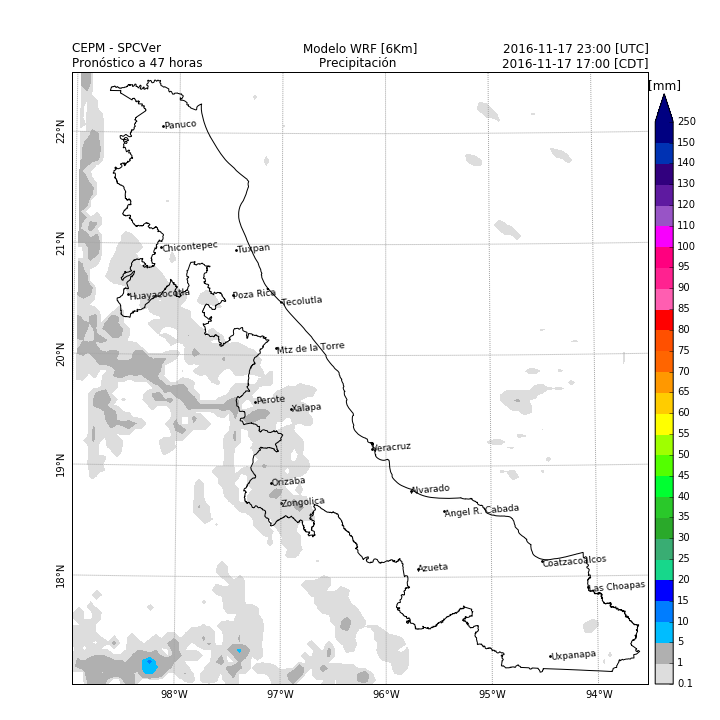 CEPM - SPCVer
Modelo WRF [6Km]
2016-11-17 23:00 [UTC]
Pronóstico a 47 horas
Precipitación
2016-11-17 17:00 [CDT]
[mm]
250
150
140
130
120
110
100
95
90
85
80
75
70
65
60
55
50
45
40
35
30
25
20
15
10
5
1
0.1
22°N
21°N
20°N
19°N
18°N
Panuco
Chicontepec
Tuxpan
Huayacocotla
Poza Rica
Tecolutla
Mtz de la Torre
Perote
Xalapa
Veracruz
Orizaba
Alvarado
Zongolica
Angel R. Cabada
Azueta
Coatzacoalcos
Las Choapas
Uxpanapa
98°W
97°W
96°W
95°W
94°W